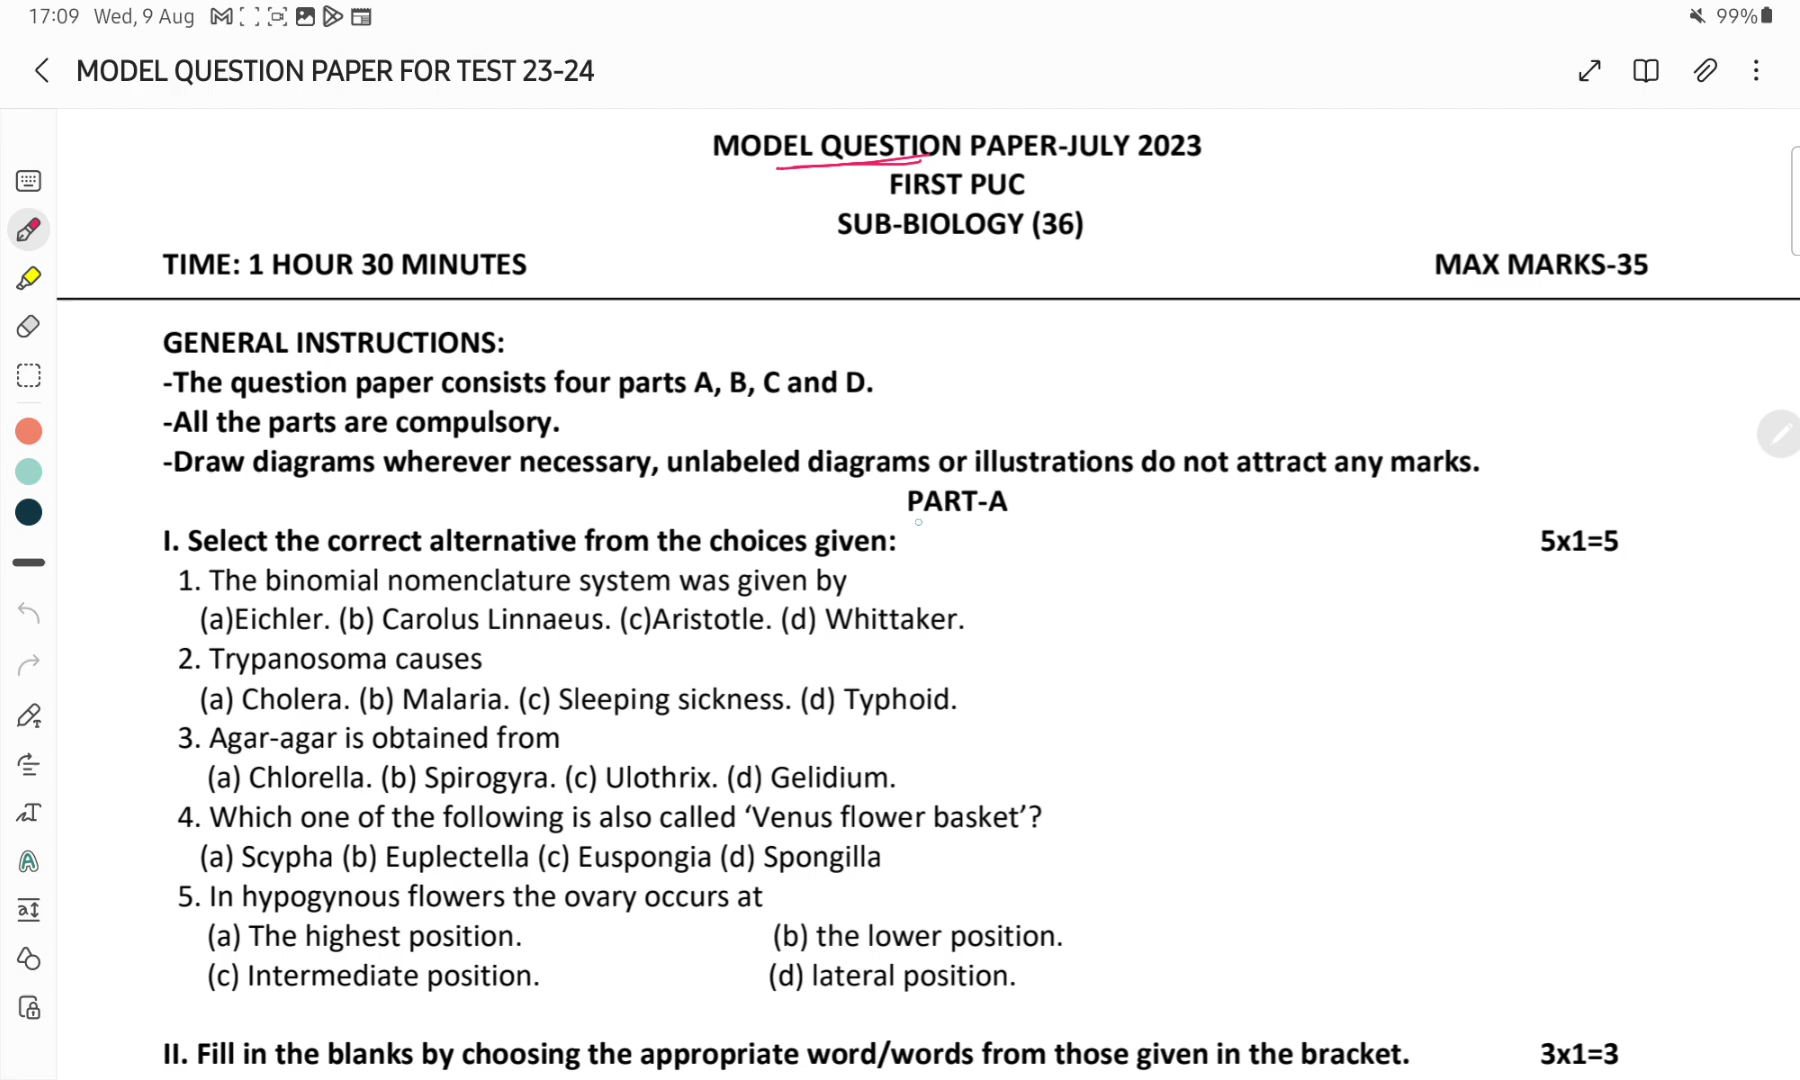 17:09 Wed, 9 Aug
99%
MODEL QUESTION PAPER FOR TEST 23-24
MODEL QUESTION PAPER-JULY 2023
FIRST PUC
SUB-BIOLOGY (36)
TIME: 1 HOUR 30 MINUTES MAX MARKS-35
GENERAL INSTRUCTIONS:
-The question paper consists four parts A, B, C and D.
-All the parts are compulsory.
-Draw diagrams wherever necessary, unlabeled diagrams or illustrations do not attract any marks.
PART-A
I. Select the correct alternative from the choices given: 5x1=5
1. The binomial nomenclature system was given by
(a)Eichler. (b) Carolus Linnaeus. (c)Aristotle. (d) Whittaker.
2. Trypanosoma causes
(a) Cholera. (b) Malaria. (c) Sleeping sickness. (d) Typhoid.
3. Agar-agar is obtained from
(a) Chlorella. (b) Spirogyra. (c) Ulothrix. (d) Gelidium.
4. Which one of the following is also called ‘Venus flower basket’?
(a) Scypha (b) Euplectella (c) Euspongia (d) Spongilla
5. In hypogynous flowers the ovary occurs at
(a) The highest position. (b) the lower position.
(c) Intermediate position. (d) lateral position.
II. Fill in the blanks by choosing the appropriate word/words from those given in the bracket. 3x1=3